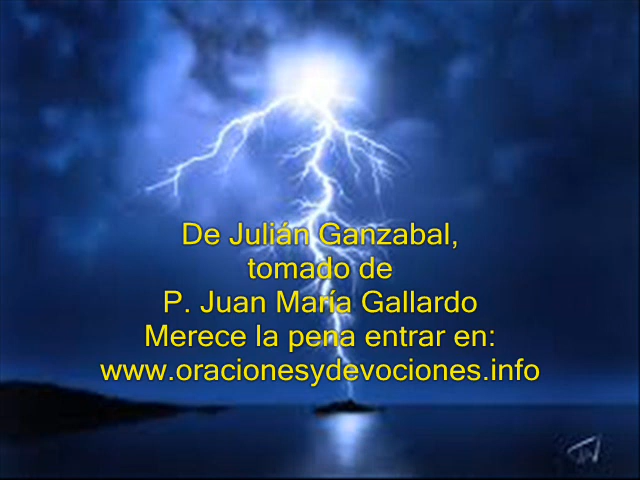 De Julián Ganzabal,
tomado de
P. Juan María Gallardo
Merece la pena entrar en:
www.oracionesydevociones.info